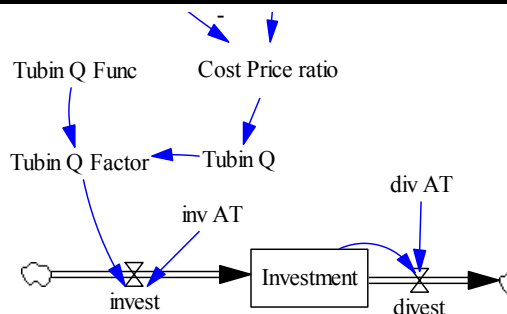 -
Tubin Q Func
Cost Price ratio
Tubin Q Factor
Tubin Q
div AT
inv AT
Investment
invest
divest